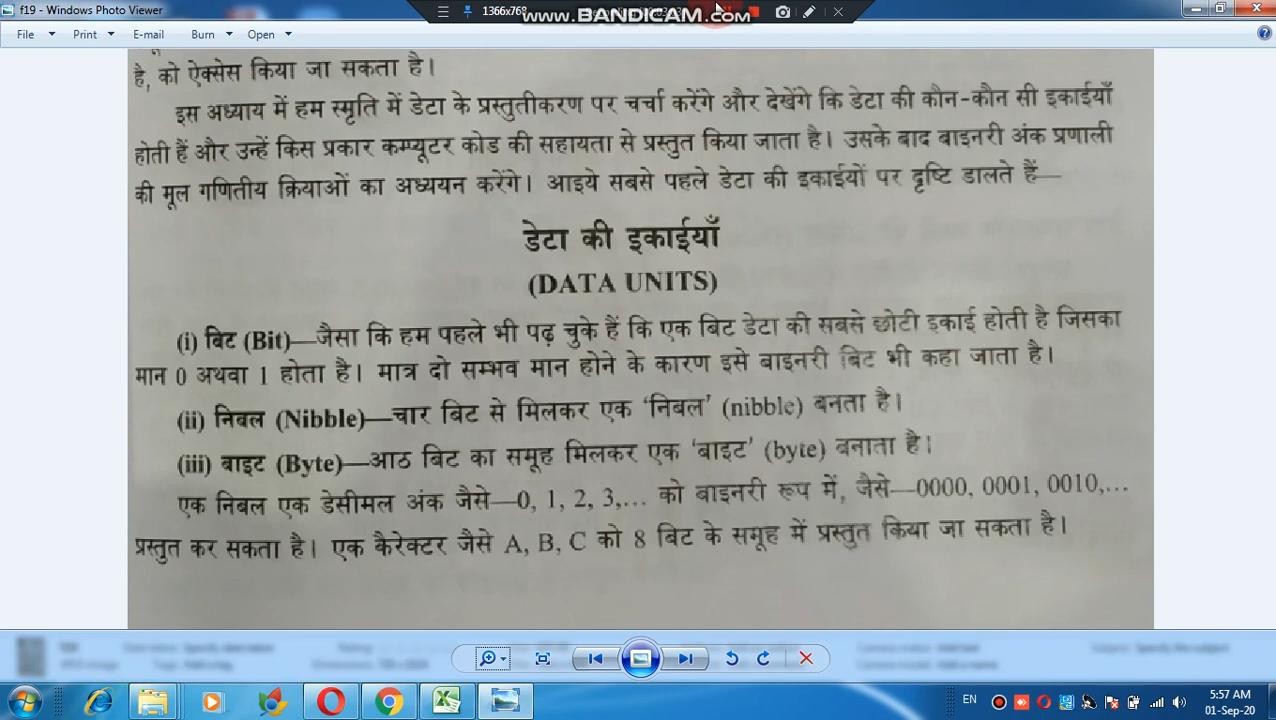 f19 - Windows Photo Viewer
1366x768
www.BANDICAM.com
File Print E-mail Burn Open
है, को ऐक्सेस किया जा सकता है।
इस अध्याय में हम स्मृति में डेटा के प्रस्तुतीकरण पर चर्चा करेंगे और देखेंगे कि डेटा की कौन-कौन सी इकाईयाँ
होती हैं और उन्हें किस प्रकार कम्प्यूटर कोड की सहायता से प्रस्तुत किया जाता है। उसके बाद बाइनरी अंक प्रणाली
की मूल गणितीय क्रियाओं का अध्ययन करेंगे। आइये सबसे पहले डेटा की इकाईयों पर दृष्टि डालते हैं—
डेटा की इकाईयाँ
(DATA UNITS)
(i) बिट (Bit)—जैसा कि हम पहले भी पढ़ चुके हैं कि एक बिट डेटा की सबसे छोटी इकाई होती है जिसका
मान 0 अथवा 1 होता है। मात्र दो सम्भव मान होने के कारण इसे बाइनरी बिट भी कहा जाता है।
(ii) निबल (Nibble)—चार बिट से मिलकर एक ‘निबल’ (nibble) बनता है।
(iii) बाइट (Byte)—आठ बिट का समूह मिलकर एक ‘बाइट’ (byte) बनाता है।
एक निबल एक डेसीमल अंक जैसे—0, 1, 2, 3,... को बाइनरी रूप में, जैसे—0000, 0001, 0010,...
प्रस्तुत कर सकता है। एक कैरेक्टर जैसे A, B, C को 8 बिट के समूह में प्रस्तुत किया जा सकता है।
EN
5:57 AM
01-Sep-20